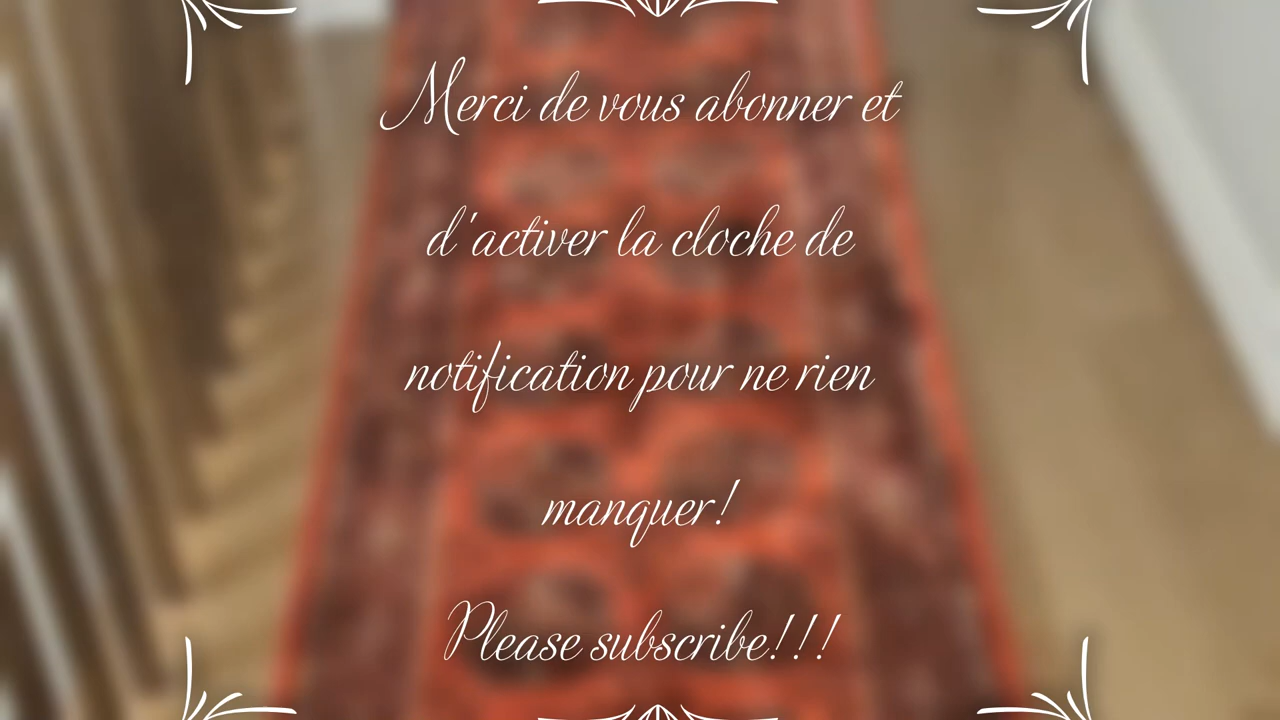 Merci de vous abonner et
d'activer la cloche de
notification pour ne rien
manquer!
Please subscribe!!!